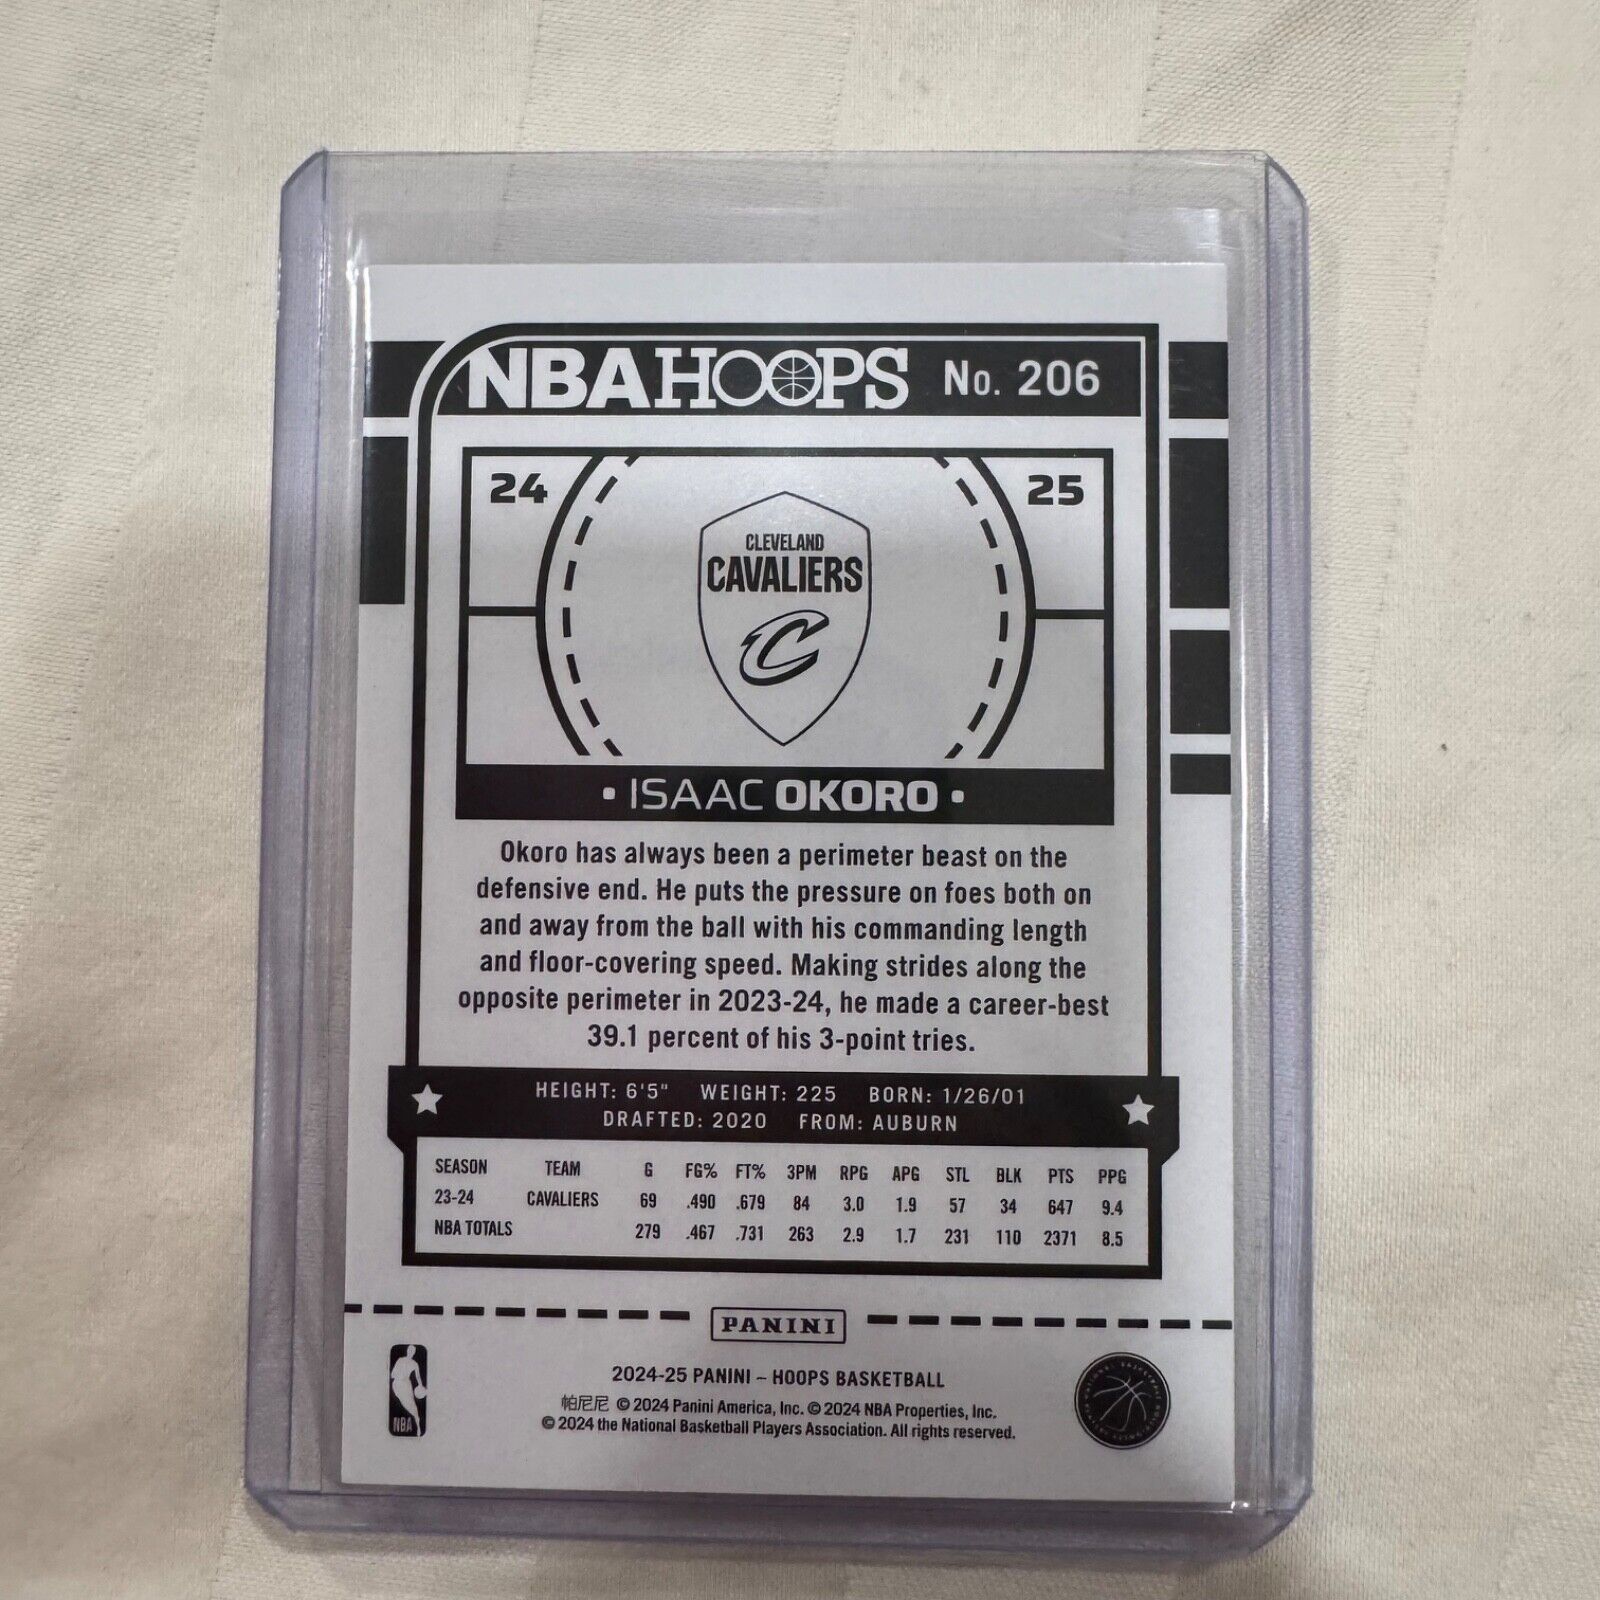 NBA HOOPS No. 206
24 25
CLEVELAND
CAVALIERS
C
• ISAAC OKORO •
Okoro has always been a perimeter beast on the
defensive end. He puts the pressure on foes both on
and away from the ball with his commanding length
and floor-covering speed. Making strides along the
opposite perimeter in 2023-24, he made a career-best
39.1 percent of his 3-point tries.
HEIGHT: 6'5" WEIGHT: 225 BORN: 1/26/01
DRAFTED: 2020 FROM: AUBURN
SEASON TEAM G FG% FT% 3PM RPG APG STL BLK PTS PPG
23-24 CAVALIERS 69 .490 .679 84 3.0 1.9 57 34 647 9.4
NBA TOTALS 279 .467 .731 263 2.9 1.7 231 110 2371 8.5
PANINI
2024-25 PANINI – HOOPS BASKETBALL
帕尼尼 © 2024 Panini America, Inc. © 2024 NBA Properties, Inc.
© 2024 the National Basketball Players Association. All rights reserved.
NBA